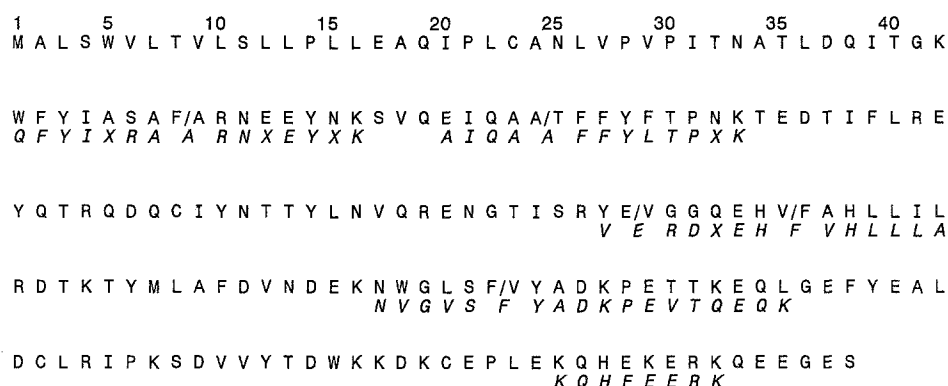 1 5 10 15 20 25 30 35 40
M A L S W V L T V L S L L P L L E A Q I P L C A N L V P V P I T N A T L D Q I T G K
W F Y I A S A F/A R N E E Y N K S V Q E I Q A A/T F F Y F T P N K T E D T I F L R E
Q F Y I X R A A R N X E Y X K A I Q A A A F F Y L T P X K
Y Q T R Q D Q C I Y N T T Y L N V Q R E N G T I S R Y E/V G G Q E H V/F A H L L I L
V E R D X E H F V H L L L A
R D T K T Y M L A F D V N D E K N W G L S F/V Y A D K P E T T K E Q L G E F Y E A L
N V G V S F Y A D K P E V T Q E Q K
D C L R I P K S D V V Y T D W K K D K C E P L E K Q H E K E R K Q E E G E S
K Q H F E E R K